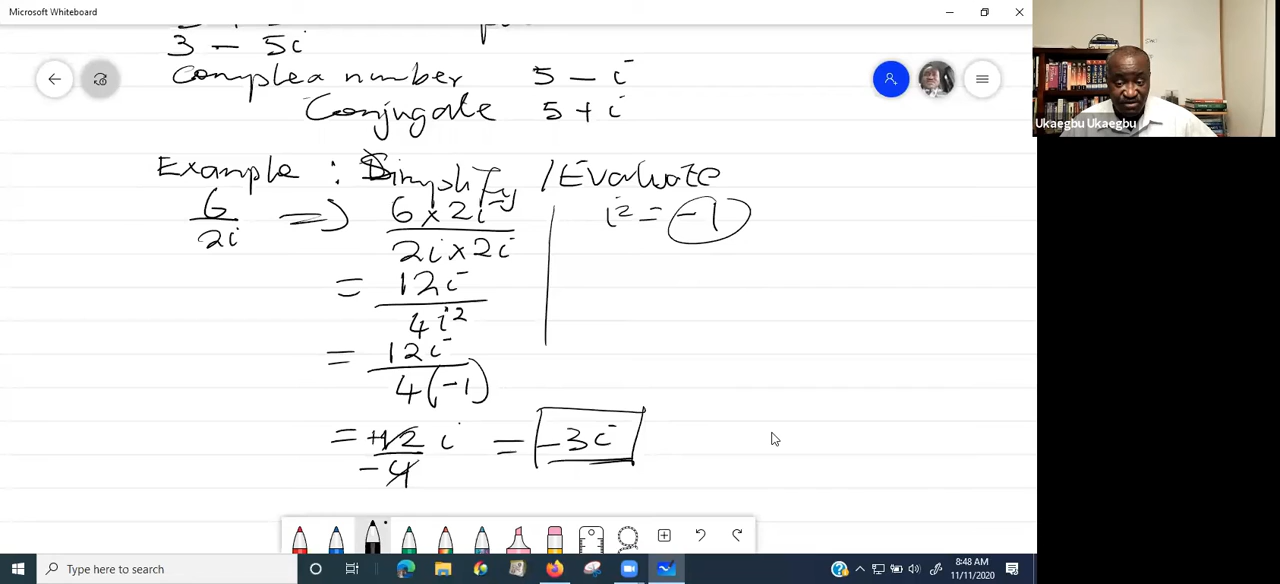 Microsoft Whiteboard
3 - 5i
Complex number 5 - i
Conjugate 5 + i
Ukaegbu Ukaegbu
Example : Simplify / Evaluate
6/2i => 6 x 2i / 2i x 2i
i² = -1
= 12i / 4i²
= 12i / 4(-1)
= +12/-4 i = -3i
Type here to search
8:48 AM
11/11/2020